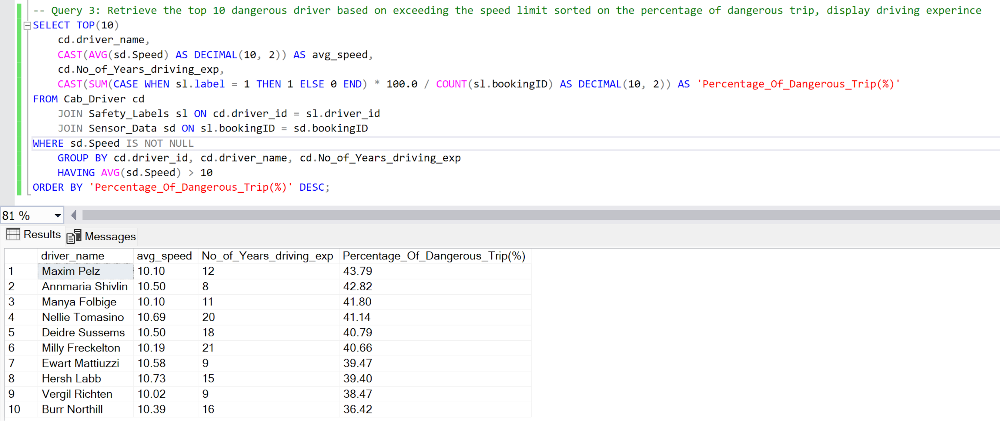 -- Query 3: Retrieve the top 10 dangerous driver based on exceeding the speed limit sorted on the percentage of dangerous trip, display driving experince
SELECT TOP(10)
cd.driver_name,
CAST(AVG(sd.Speed) AS DECIMAL(10, 2)) AS avg_speed,
cd.No_of_Years_driving_exp,
CAST(SUM(CASE WHEN sl.label = 1 THEN 1 ELSE 0 END) * 100.0 / COUNT(sl.bookingID) AS DECIMAL(10, 2)) AS 'Percentage_Of_Dangerous_Trip(%)'
FROM Cab_Driver cd
JOIN Safety_Labels sl ON cd.driver_id = sl.driver_id
JOIN Sensor_Data sd ON sl.bookingID = sd.bookingID
WHERE sd.Speed IS NOT NULL
GROUP BY cd.driver_id, cd.driver_name, cd.No_of_Years_driving_exp
HAVING AVG(sd.Speed) > 10
ORDER BY 'Percentage_Of_Dangerous_Trip(%)' DESC;
81 %
Results Messages
driver_name avg_speed No_of_Years_driving_exp Percentage_Of_Dangerous_Trip(%)
1 Maxim Pelz 10.10 12 43.79
2 Annmaria Shivlin 10.50 8 42.82
3 Manya Folbige 10.10 11 41.80
4 Nellie Tomasino 10.69 20 41.14
5 Deidre Sussems 10.50 18 40.79
6 Milly Freckelton 10.19 21 40.66
7 Ewart Mattiuzzi 10.58 9 39.47
8 Hersh Labb 10.73 15 39.40
9 Vergil Richten 10.02 9 38.47
10 Burr Northill 10.39 16 36.42